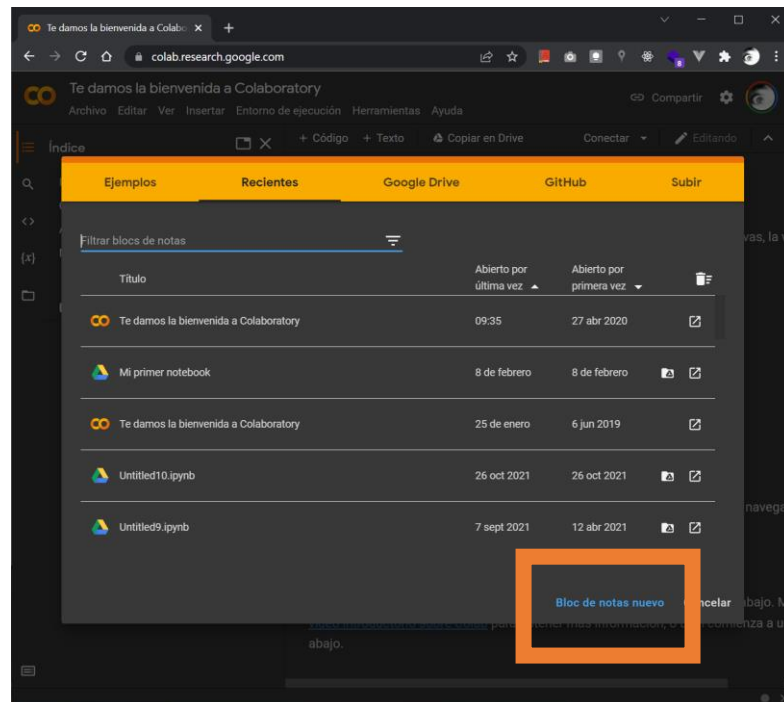 Te damos la bienvenida a Colabo
colab.research.google.com
8
Te damos la bienvenida a Colaboratory
Archivo Editar Ver Insertar Entorno de ejecución Herramientas Ayuda
Compartir
Índice
+ Código + Texto Copiar en Drive Conectar Editando
Ejemplos Recientes Google Drive GitHub Subir
Filtrar blocs de notas
vas, la
Título Abierto por última vez Abierto por primera vez
Te damos la bienvenida a Colaboratory 09:35 27 abr 2020
Mi primer notebook 8 de febrero 8 de febrero
Te damos la bienvenida a Colaboratory 25 de enero 6 jun 2019
Untitled10.ipynb 26 oct 2021 26 oct 2021
navega
Untitled9.ipynb 7 sept 2021 12 abr 2021
Bloc de notas nuevo
abajo.